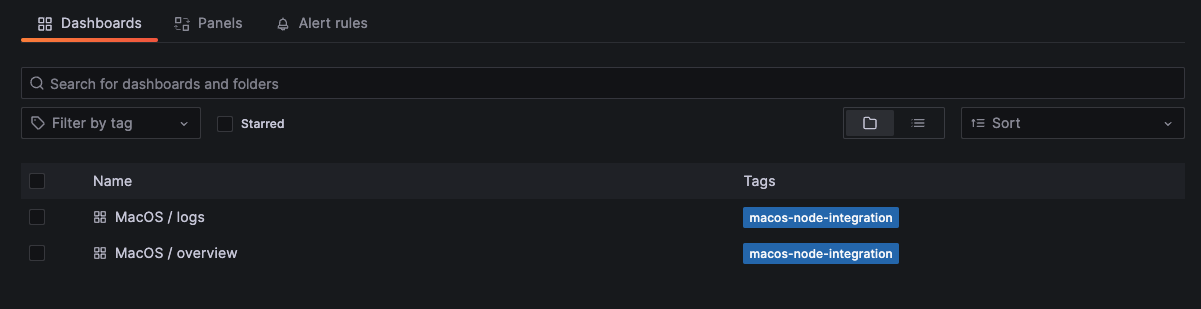 Dashboards Panels Alert rules
Search for dashboards and folders
Filter by tag Starred Sort
Name Tags
MacOS / logs macos-node-integration
MacOS / overview macos-node-integration